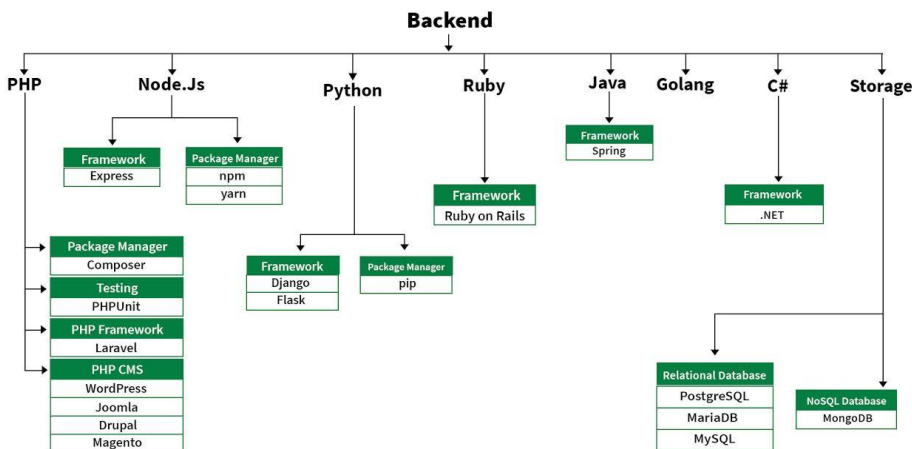 Backend
PHP
Node.Js
Python
Ruby
Java
Golang
C#
Storage
Framework
Express
Package Manager
npm
yarn
Framework
Spring
Framework
Ruby on Rails
Framework
.NET
Package Manager
Composer
Testing
PHPUnit
PHP Framework
Laravel
PHP CMS
WordPress
Joomla
Drupal
Magento
Framework
Django
Flask
Package Manager
pip
Relational Database
PostgreSQL
MariaDB
MySQL
NoSQL Database
MongoDB